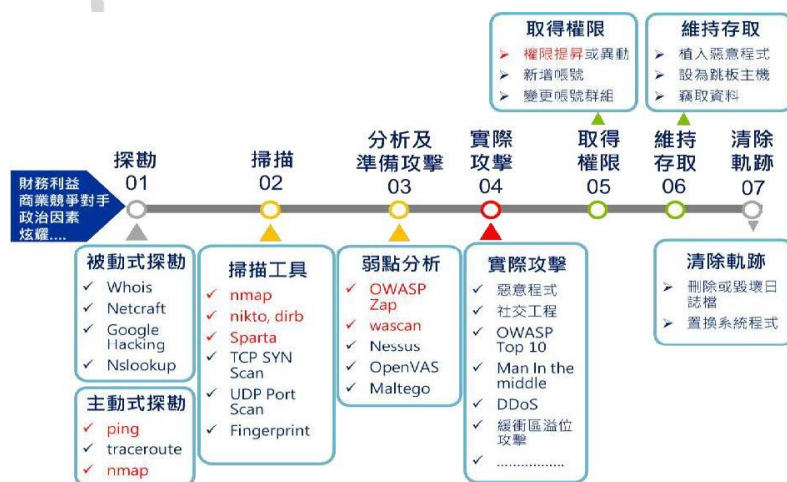 取得權限
權限提昇或異動
新增帳號
變更帳號群組
維持存取
植入惡意程式
設為跳板主機
竊取資料
財務利益
商業競爭對手
政治因素
炫耀....
探勘
01
掃描
02
分析及
準備攻擊
03
實際
攻擊
04
取得
權限
05
維持
存取
06
清除
軌跡
07
被動式探勘
Whois
Netcraft
Google
Hacking
Nslookup
主動式探勘
ping
traceroute
nmap
掃描工具
nmap
nikto, dirb
Sparta
TCP SYN
Scan
UDP Port
Scan
Fingerprint
弱點分析
OWASP
Zap
wascan
Nessus
OpenVAS
Maltego
實際攻擊
惡意程式
社交工程
OWASP
Top 10
Man In the
middle
DDoS
緩衝區溢位
攻擊
................
清除軌跡
刪除或毀壞日
誌檔
置換系統程式